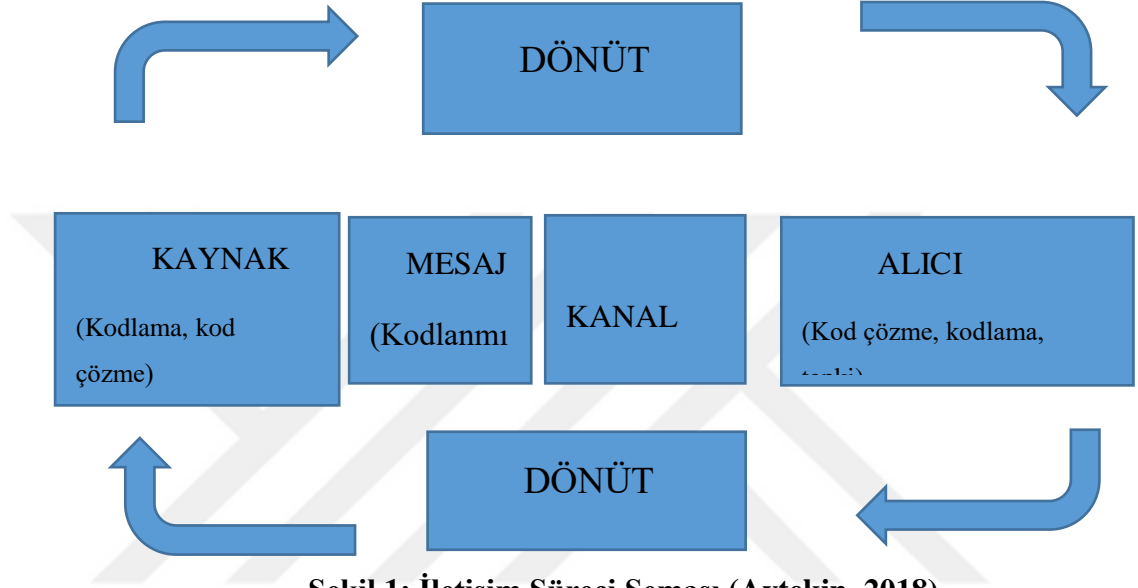 DÖNÜT
KAYNAK
(Kodlama, kod
çözme)
MESAJ
(Kodlanmı
KANAL
ALICI
(Kod çözme, kodlama,
tepki)
DÖNÜT
Şekil 1: İletişim Süreci Şeması (Aytekin, 2018)